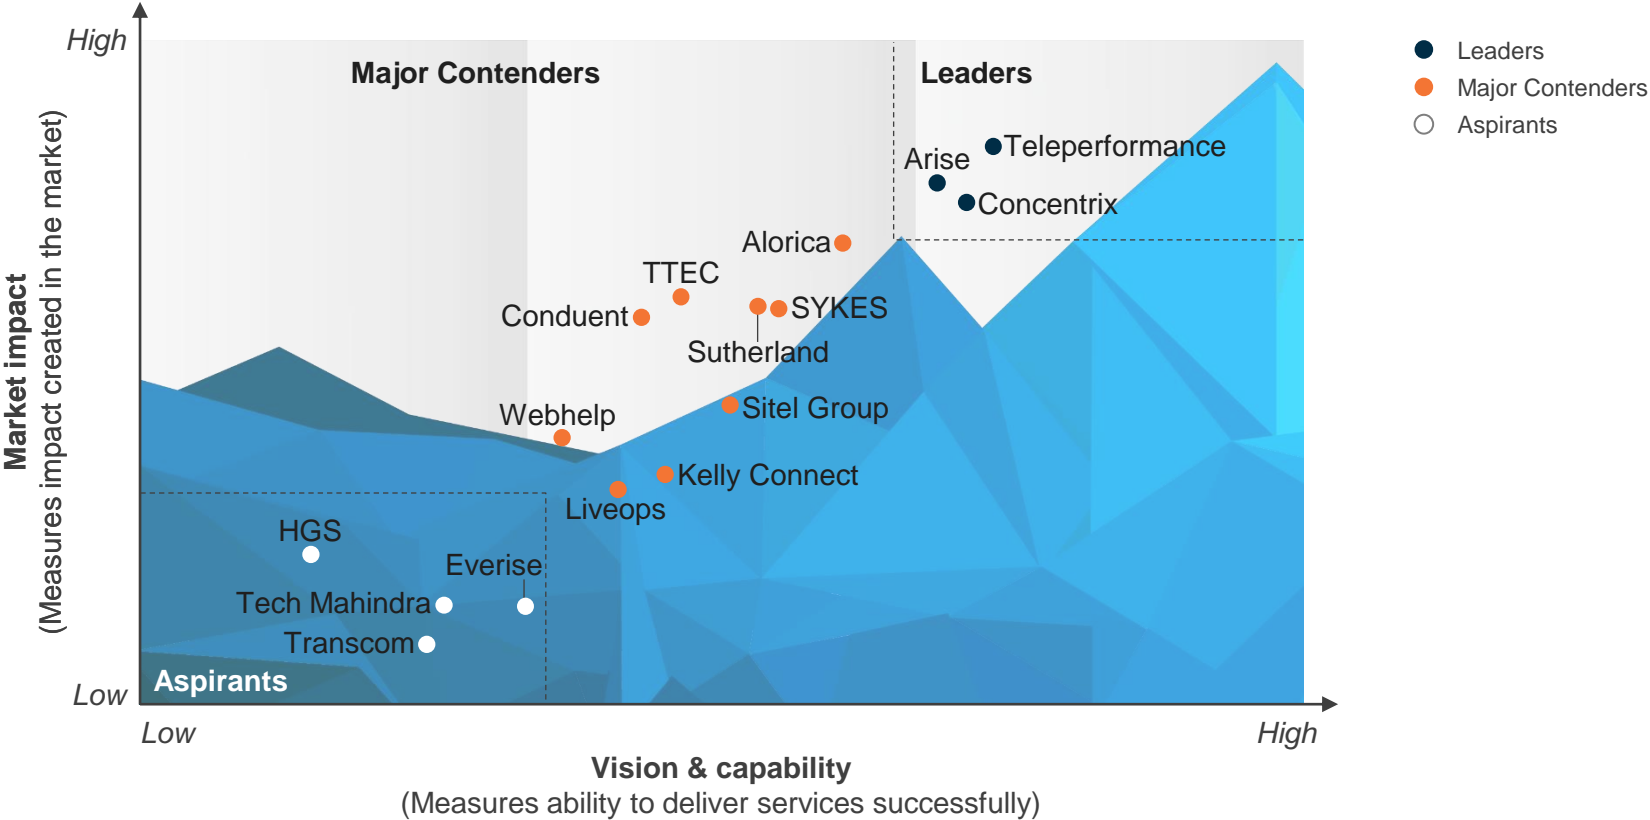 High
Major Contenders
Leaders
Leaders
Major Contenders
Aspirants
Teleperformance
Arise
Concentrix
Alorica
TTEC
Conduent
SYKES
Sutherland
Webhelp
Sitel Group
Kelly Connect
Liveops
HGS
Everise
Tech Mahindra
Transcom
Aspirants
Market impact
(Measures impact created in the market)
Low
Low
High
Vision & capability
(Measures ability to deliver services successfully)